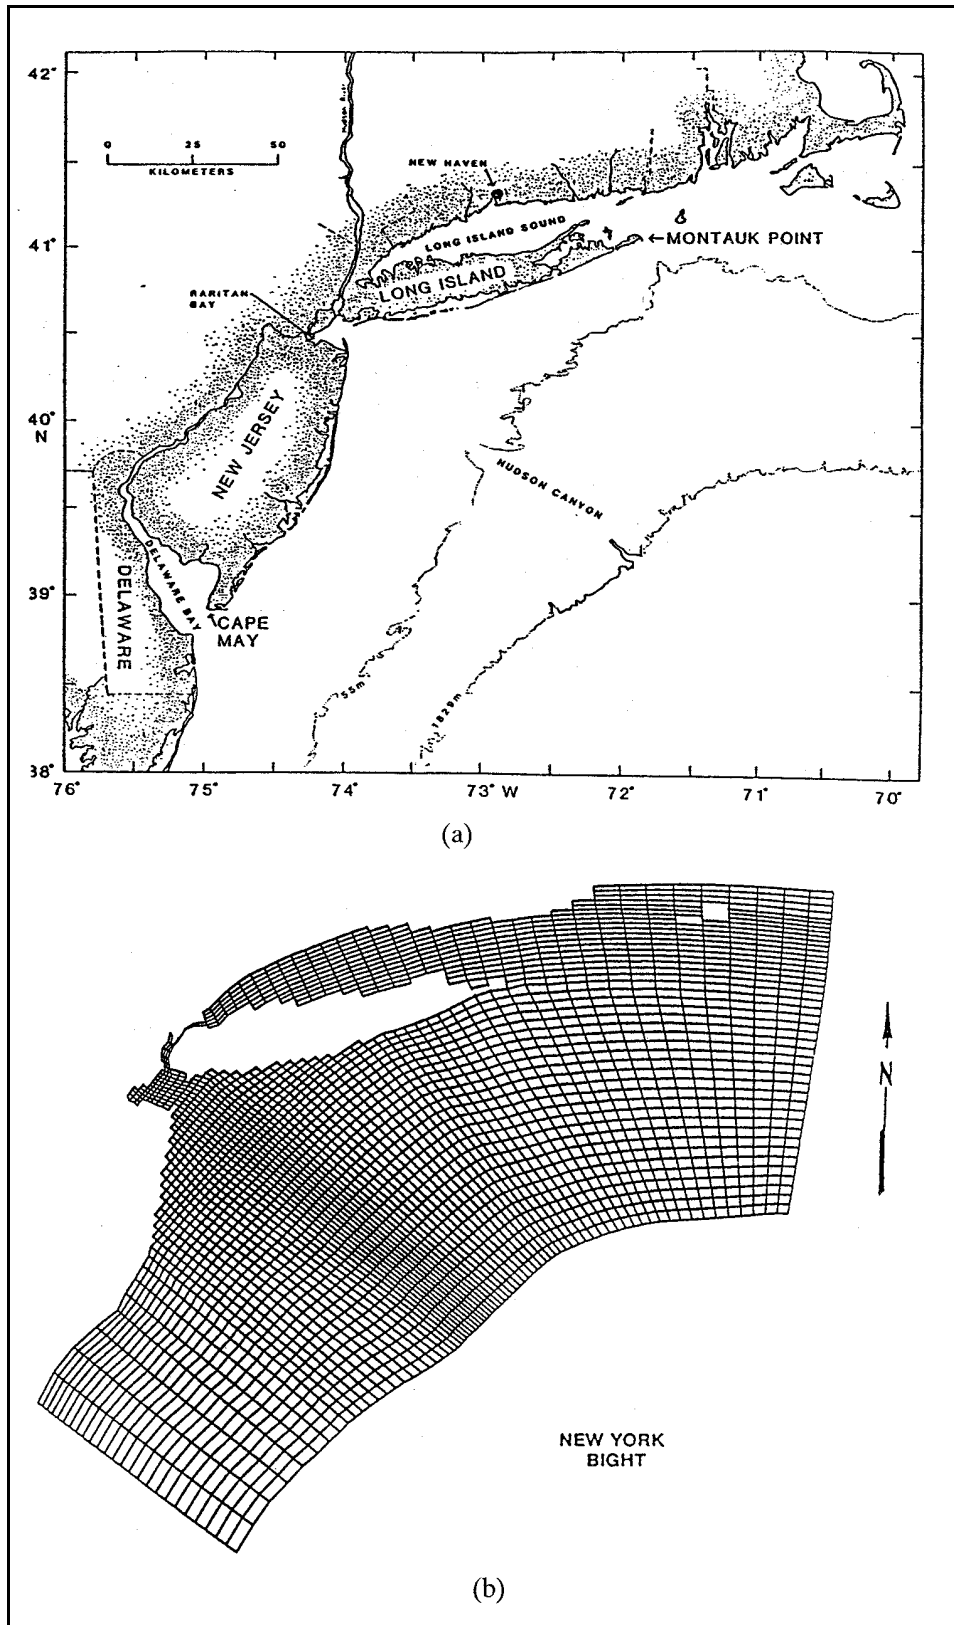 42°
Hudson River
0 25 50
KILOMETERS
NEW HAVEN
41°
LONG ISLAND SOUND
←MONTAUK POINT
LONG ISLAND
RARITAN
BAY
40°
N
NEW JERSEY
HUDSON CANYON
39°
DELAWARE BAY
DELAWARE
CAPE
MAY
55m
1829m
38°
76° 75° 74° 73° W 72° 71° 70°
(a)
N
NEW YORK
BIGHT
(b)